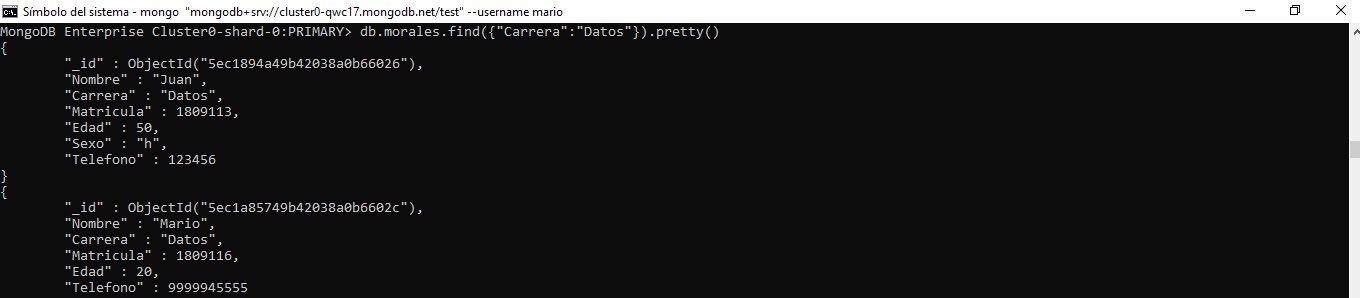 Símbolo del sistema - mongo "mongodb+srv://cluster0-qwc17.mongodb.net/test" --username mario
MongoDB Enterprise Cluster0-shard-0:PRIMARY> db.morales.find({"Carrera":"Datos"}).pretty()
{
        "_id" : ObjectId("5ec1894a49b42038a0b66026"),
        "Nombre" : "Juan",
        "Carrera" : "Datos",
        "Matricula" : 1809113,
        "Edad" : 50,
        "Sexo" : "h",
        "Telefono" : 123456
}
{
        "_id" : ObjectId("5ec1a85749b42038a0b6602c"),
        "Nombre" : "Mario",
        "Carrera" : "Datos",
        "Matricula" : 1809116,
        "Edad" : 20,
        "Telefono" : 9999945555